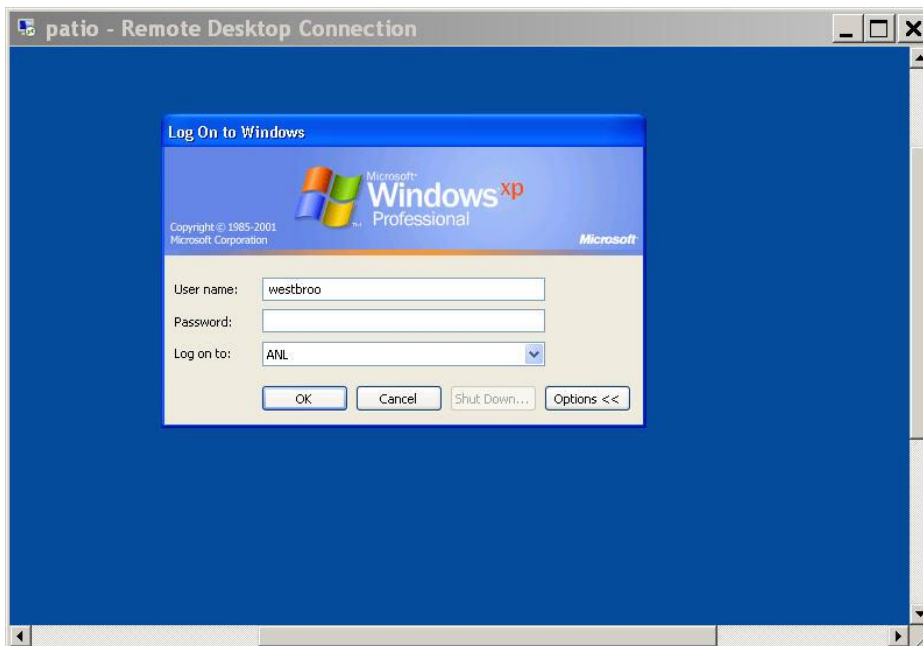 patio - Remote Desktop Connection
Log On to Windows
Microsoft®
Windows xp
Professional
TM
Copyright © 1985-2001
Microsoft Corporation
Microsoft®
User name:
westbroo
Password:
Log on to:
ANL
OK
Cancel
Shut Down...
Options <<